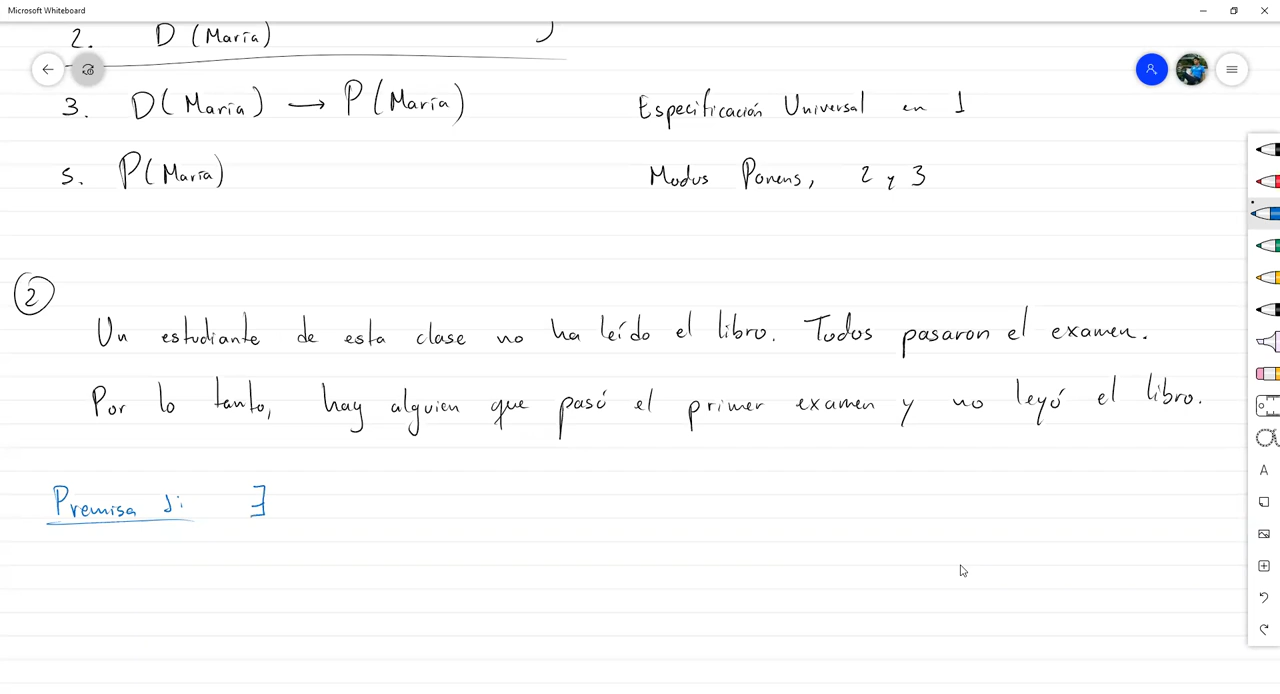 Microsoft Whiteboard
2. D (María)
3. D(María) → P(María) Especificación Universal en 1
5. P(María) Modus Ponens, 2 y 3
2
Un estudiante de esta clase no ha leído el libro. Todos pasaron el examen.
Por lo tanto, hay alguien que pasó el primer examen y no leyó el libro.
Premisa 1: ∃
A